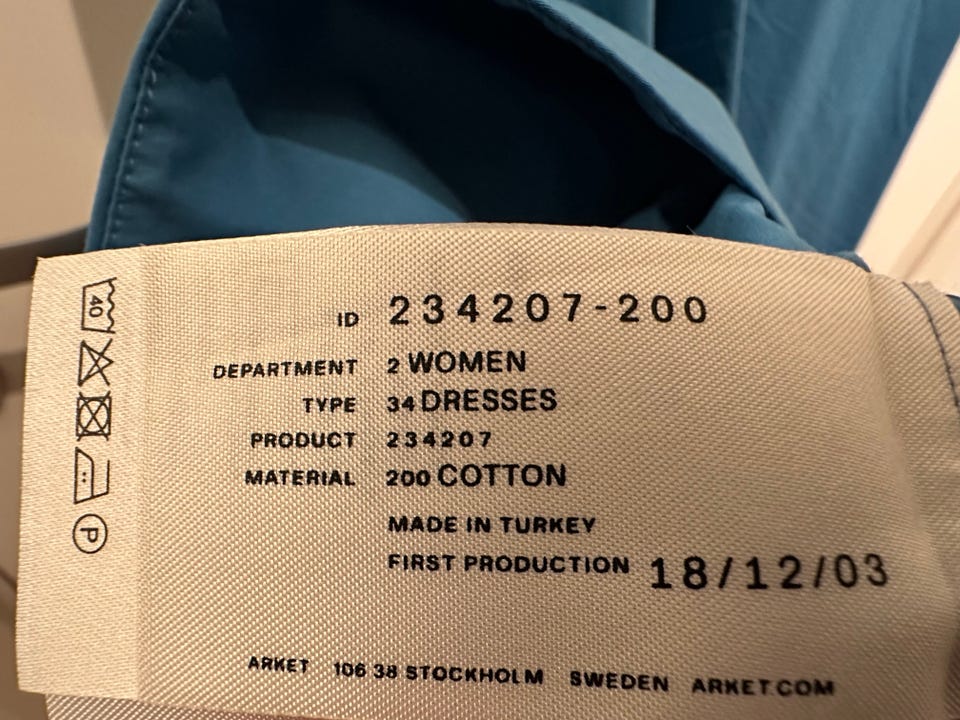 ID 234207-200
DEPARTMENT 2 WOMEN
TYPE 34 DRESSES
PRODUCT 234207
MATERIAL 200 COTTON
MADE IN TURKEY
FIRST PRODUCTION 18/12/03
ARKET 106 38 STOCKHOLM SWEDEN ARKET.COM
40
P